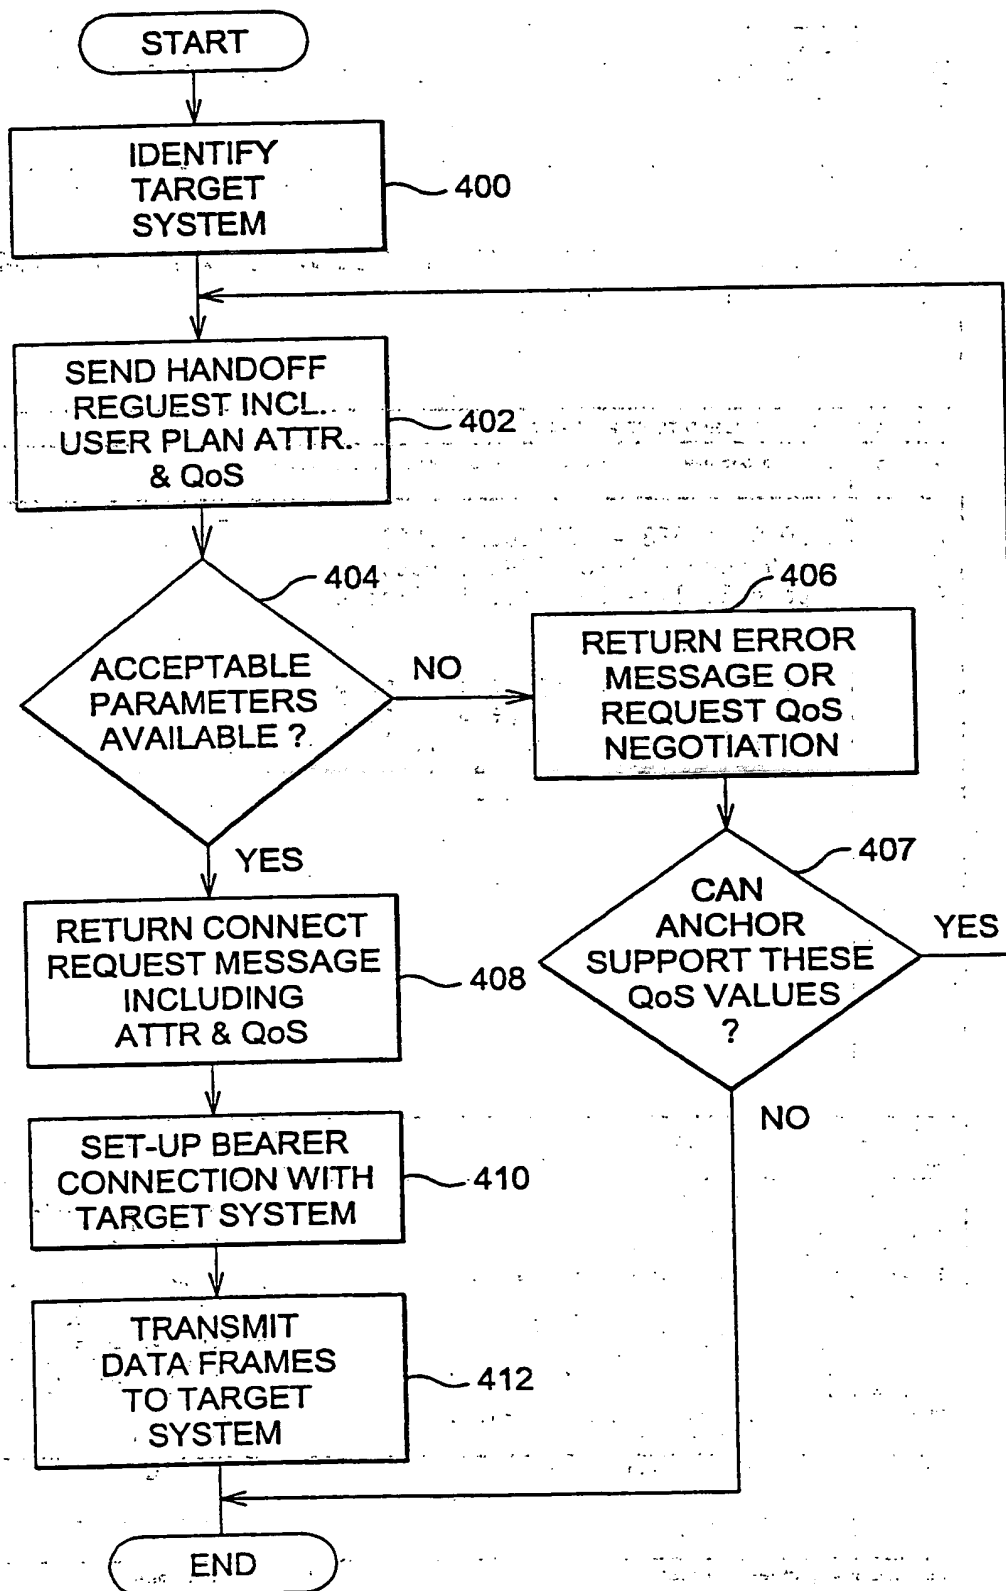 START
IDENTIFY
TARGET
SYSTEM
400
SEND HANDOFF
REGUEST INCL.
USER PLAN ATTR.
& QoS
402
404
ACCEPTABLE
PARAMETERS
AVAILABLE ?
NO
406
RETURN ERROR
MESSAGE OR
REQUEST QoS
NEGOTIATION
YES
407
CAN
ANCHOR
SUPPORT THESE
QoS VALUES
?
YES
NO
RETURN CONNECT
REQUEST MESSAGE
INCLUDING
ATTR & QoS
408
SET-UP BEARER
CONNECTION WITH
TARGET SYSTEM
410
TRANSMIT
DATA FRAMES
TO TARGET
SYSTEM
412
END